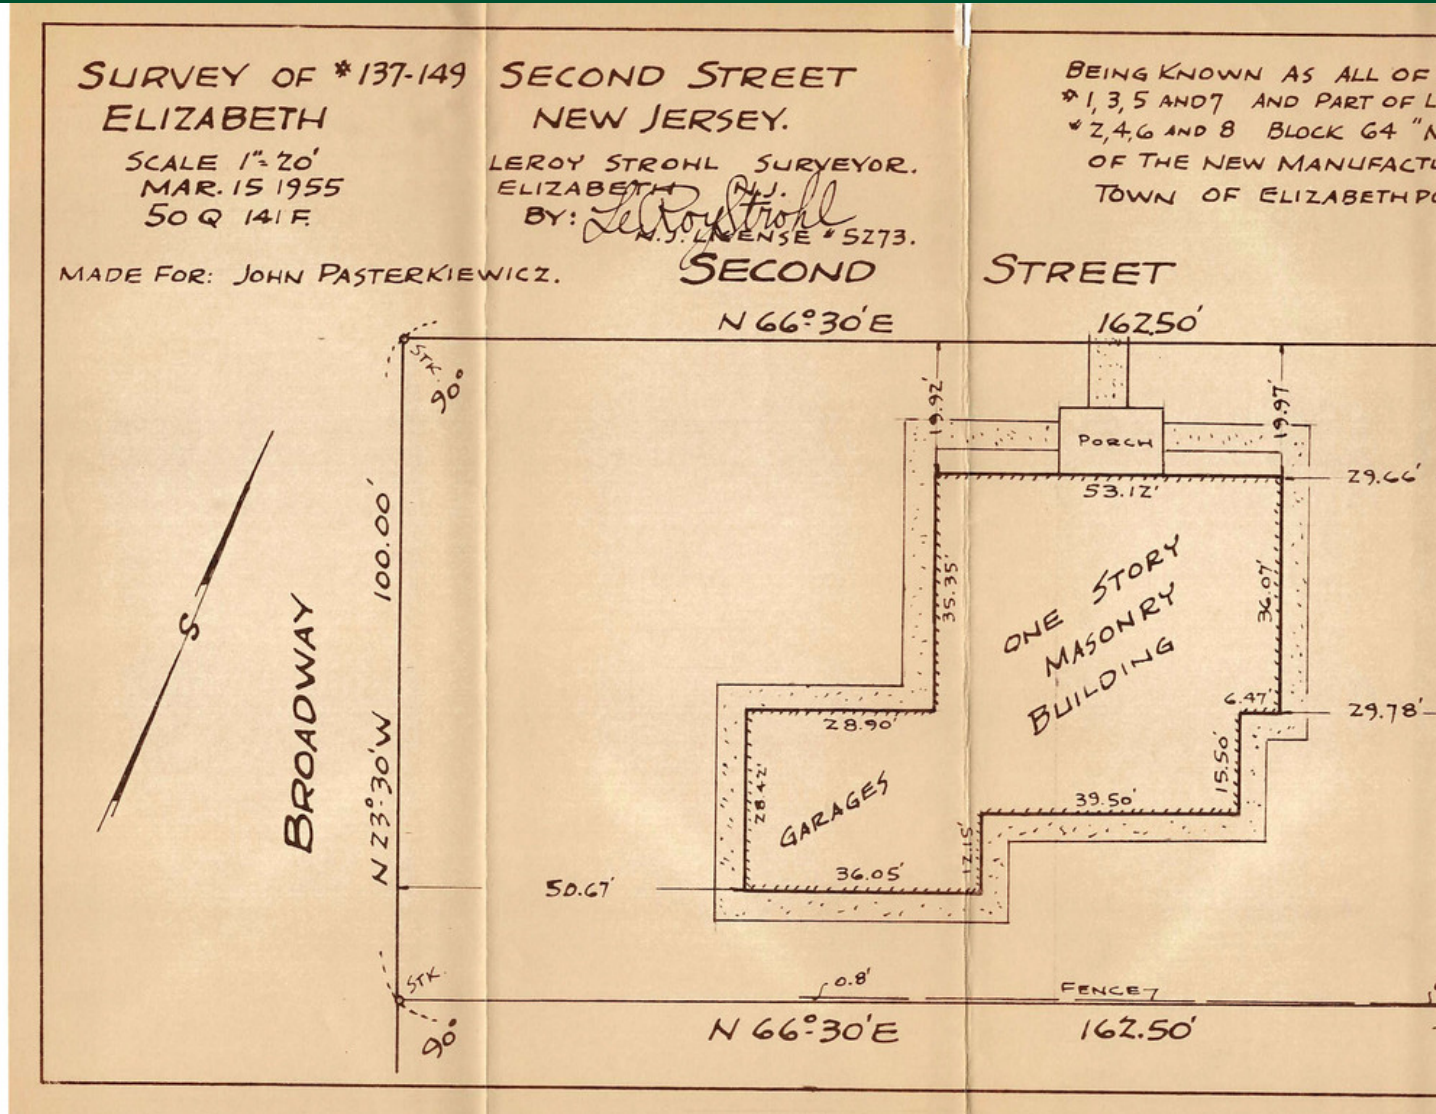 SURVEY OF #137-149 SECOND STREET
ELIZABETH NEW JERSEY.
SCALE 1"=20'
MAR. 15 1955
50 Q 141 F.
LEROY STROHL SURVEYOR.
ELIZABETH N.J.
BY: LeRoy Strohl
N.J. LICENSE #5273.
MADE FOR: JOHN PASTERKIEWICZ.
BEING KNOWN AS ALL OF
#1, 3, 5 AND 7 AND PART OF L
#2, 4, 6 AND 8 BLOCK 64 "N
OF THE NEW MANUFACTU
TOWN OF ELIZABETHPO
SECOND STREET
N 66°30'E 162.50'
STK.
90°
19.92'
19.97'
PORCH
53.12'
29.66'
100.00'
S
BROADWAY
N 23°30'W
35.35'
ONE STORY
MASONRY
BUILDING
36.07'
6.47'
29.78'
28.90'
15.50'
28.42'
GARAGES
39.50'
12.15'
36.05'
50.67'
STK.
90°
0.8'
FENCE
N 66°30'E 162.50'